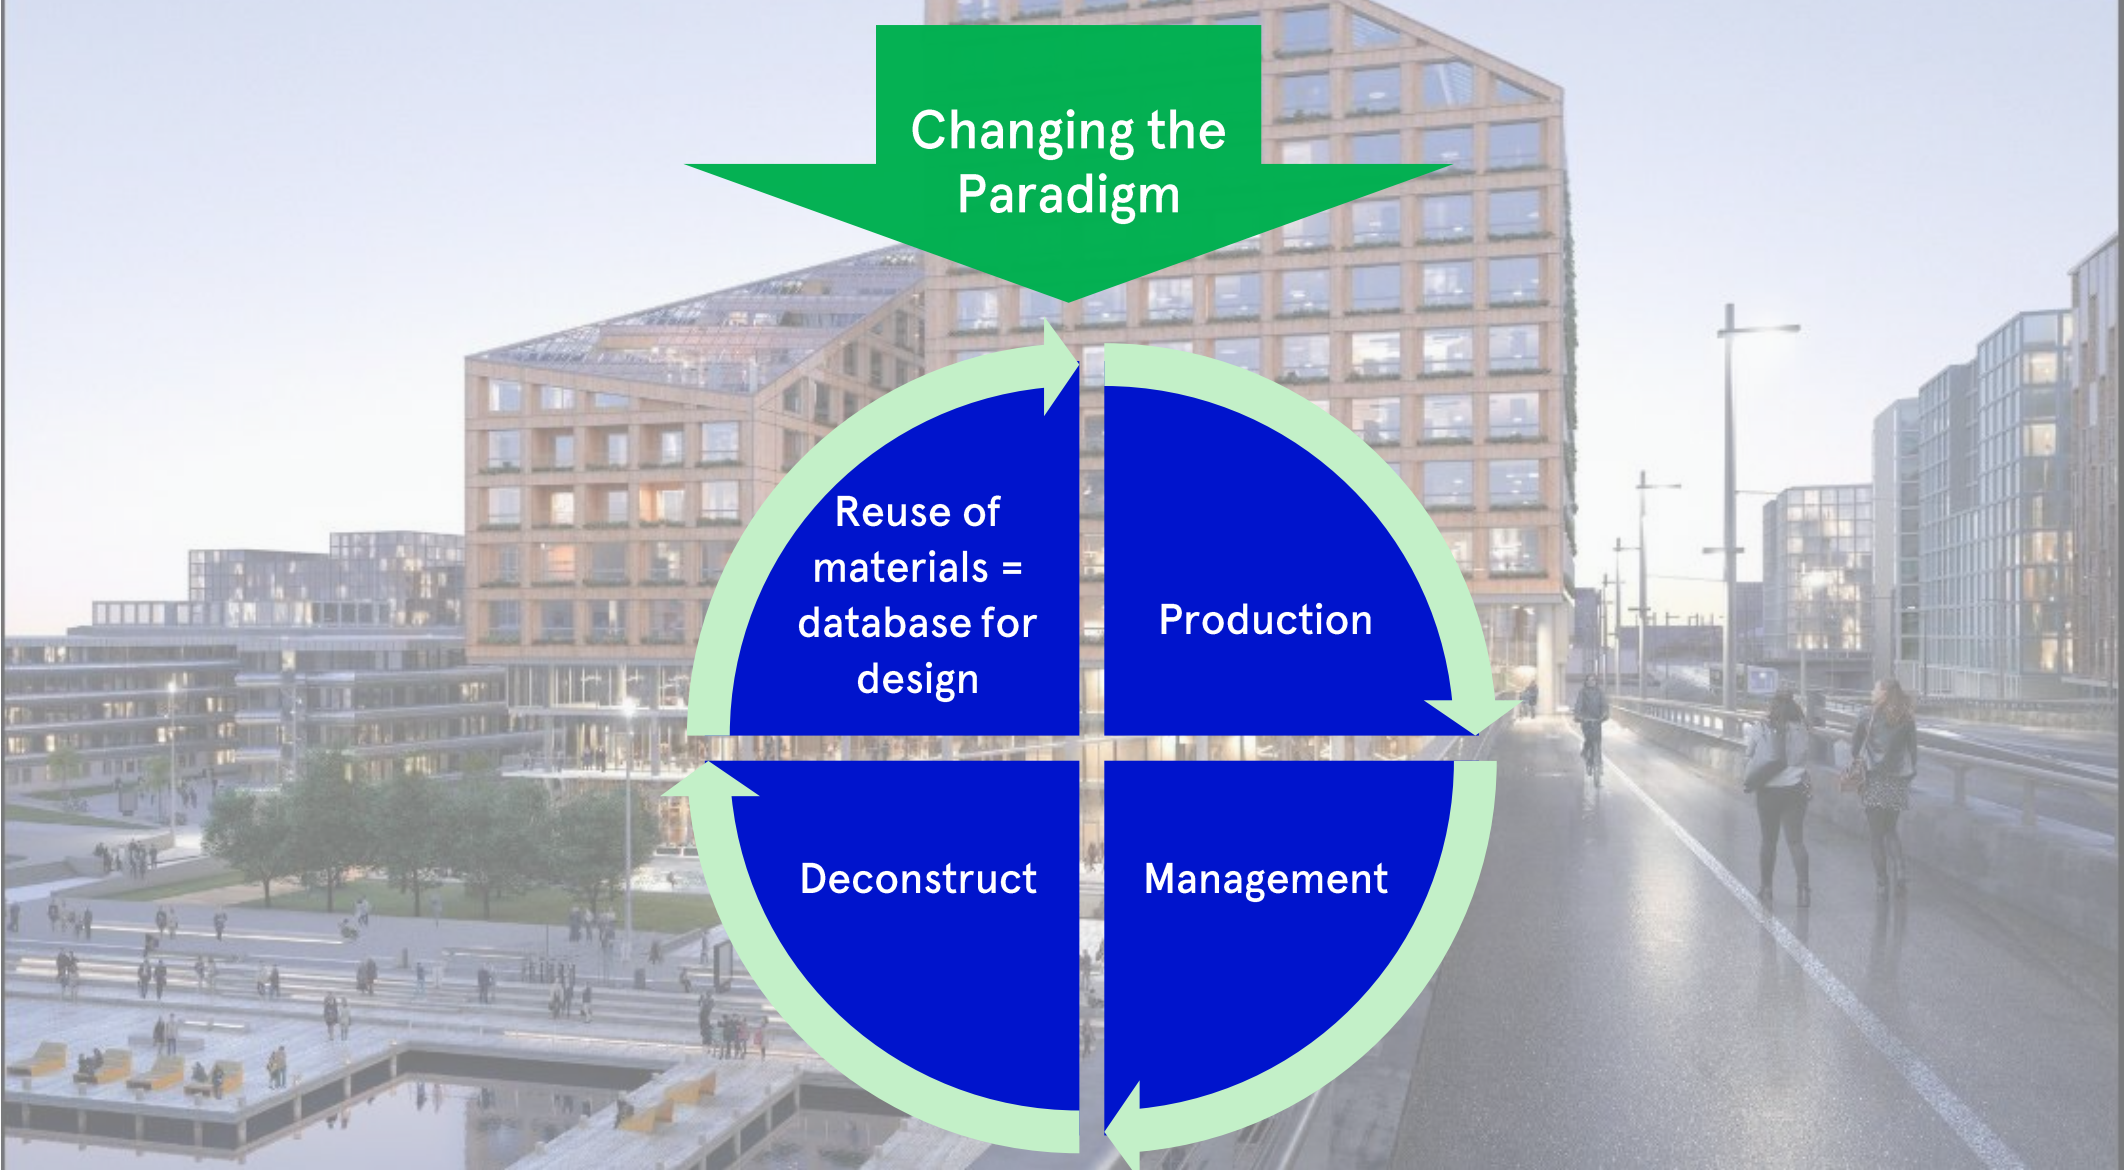 Changing the
Paradigm
Reuse of
materials =
database for
design
Production
Deconstruct
Management